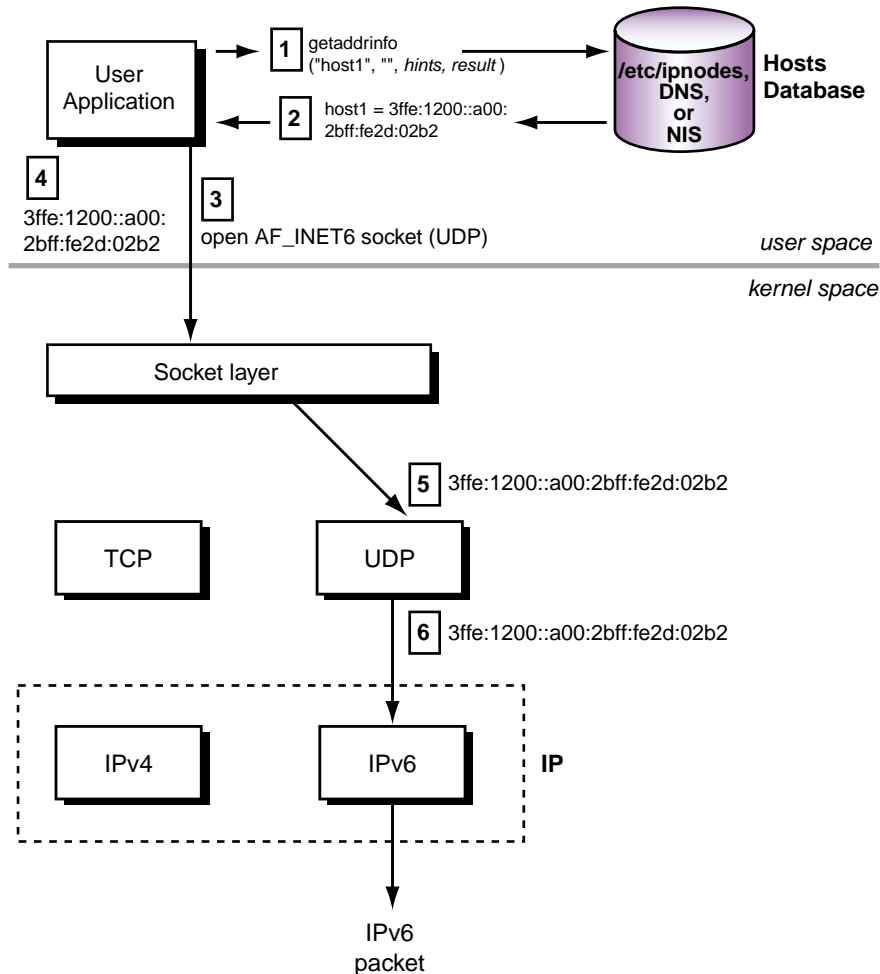 User
Application
1
getaddrinfo
("host1", "", hints, result )
2
host1 = 3ffe:1200::a00:
2bff:fe2d:02b2
/etc/ipnodes,
DNS,
or
NIS
Hosts
Database
4
3ffe:1200::a00:
2bff:fe2d:02b2
3
open AF_INET6 socket (UDP)
user space
kernel space
Socket layer
5
3ffe:1200::a00:2bff:fe2d:02b2
TCP
UDP
6
3ffe:1200::a00:2bff:fe2d:02b2
IPv4
IPv6
IP
IPv6
packet